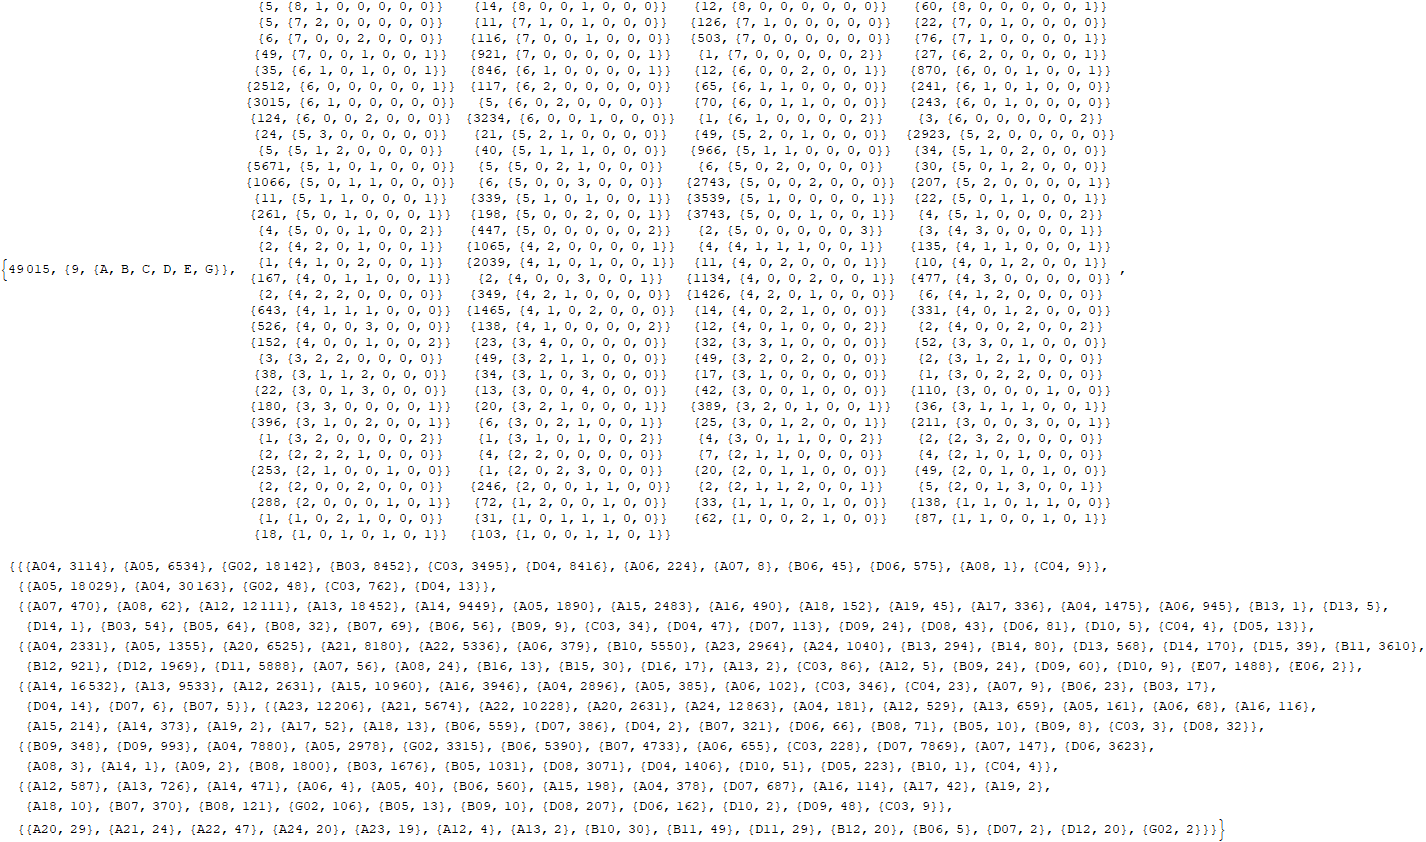 {5, {8, 1, 0, 0, 0, 0, 0}} {14, {8, 0, 0, 1, 0, 0, 0}} {12, {8, 0, 0, 0, 0, 0, 0}} {60, {8, 0, 0, 0, 0, 0, 1}}
{5, {7, 2, 0, 0, 0, 0, 0}} {11, {7, 1, 0, 1, 0, 0, 0}} {126, {7, 1, 0, 0, 0, 0, 0}} {22, {7, 0, 1, 0, 0, 0, 0}}
{6, {7, 0, 0, 2, 0, 0, 0}} {116, {7, 0, 0, 1, 0, 0, 0}} {503, {7, 0, 0, 0, 0, 0, 0}} {76, {7, 1, 0, 0, 0, 0, 1}}
{49, {7, 0, 0, 1, 0, 0, 1}} {921, {7, 0, 0, 0, 0, 0, 1}} {1, {7, 0, 0, 0, 0, 0, 2}} {27, {6, 2, 0, 0, 0, 0, 1}}
{35, {6, 1, 0, 1, 0, 0, 1}} {846, {6, 1, 0, 0, 0, 0, 1}} {12, {6, 0, 0, 2, 0, 0, 1}} {870, {6, 0, 0, 1, 0, 0, 1}}
{2512, {6, 0, 0, 0, 0, 0, 1}} {117, {6, 2, 0, 0, 0, 0, 0}} {65, {6, 1, 1, 0, 0, 0, 0}} {241, {6, 1, 0, 1, 0, 0, 0}}
{3015, {6, 1, 0, 0, 0, 0, 0}} {5, {6, 0, 2, 0, 0, 0, 0}} {70, {6, 0, 1, 1, 0, 0, 0}} {243, {6, 0, 1, 0, 0, 0, 0}}
{124, {6, 0, 0, 2, 0, 0, 0}} {3234, {6, 0, 0, 1, 0, 0, 0}} {1, {6, 1, 0, 0, 0, 0, 2}} {3, {6, 0, 0, 0, 0, 0, 2}}
{24, {5, 3, 0, 0, 0, 0, 0}} {21, {5, 2, 1, 0, 0, 0, 0}} {49, {5, 2, 0, 1, 0, 0, 0}} {2923, {5, 2, 0, 0, 0, 0, 0}}
{5, {5, 1, 2, 0, 0, 0, 0}} {40, {5, 1, 1, 1, 0, 0, 0}} {966, {5, 1, 1, 0, 0, 0, 0}} {34, {5, 1, 0, 2, 0, 0, 0}}
{5671, {5, 1, 0, 1, 0, 0, 0}} {5, {5, 0, 2, 1, 0, 0, 0}} {6, {5, 0, 2, 0, 0, 0, 0}} {30, {5, 0, 1, 2, 0, 0, 0}}
{1066, {5, 0, 1, 1, 0, 0, 0}} {6, {5, 0, 0, 3, 0, 0, 0}} {2743, {5, 0, 0, 2, 0, 0, 0}} {207, {5, 2, 0, 0, 0, 0, 1}}
{11, {5, 1, 1, 0, 0, 0, 1}} {339, {5, 1, 0, 1, 0, 0, 1}} {3539, {5, 1, 0, 0, 0, 0, 1}} {22, {5, 0, 1, 1, 0, 0, 1}}
{261, {5, 0, 1, 0, 0, 0, 1}} {198, {5, 0, 0, 2, 0, 0, 1}} {3743, {5, 0, 0, 1, 0, 0, 1}} {4, {5, 1, 0, 0, 0, 0, 2}}
{4, {5, 0, 0, 1, 0, 0, 2}} {447, {5, 0, 0, 0, 0, 0, 2}} {2, {5, 0, 0, 0, 0, 0, 3}} {3, {4, 3, 0, 0, 0, 0, 1}}
{2, {4, 2, 0, 1, 0, 0, 1}} {1065, {4, 2, 0, 0, 0, 0, 1}} {4, {4, 1, 1, 1, 0, 0, 1}} {135, {4, 1, 1, 0, 0, 0, 1}}
{49015, {9, {A, B, C, D, E, G}}, {1, {4, 1, 0, 2, 0, 0, 1}} {2039, {4, 1, 0, 1, 0, 0, 1}} {11, {4, 0, 2, 0, 0, 0, 1}} {10, {4, 0, 1, 2, 0, 0, 1}} ,
{167, {4, 0, 1, 1, 0, 0, 1}} {2, {4, 0, 0, 3, 0, 0, 1}} {1134, {4, 0, 0, 2, 0, 0, 1}} {477, {4, 3, 0, 0, 0, 0, 0}}
{2, {4, 2, 2, 0, 0, 0, 0}} {349, {4, 2, 1, 0, 0, 0, 0}} {1426, {4, 2, 0, 1, 0, 0, 0}} {6, {4, 1, 2, 0, 0, 0, 0}}
{643, {4, 1, 1, 1, 0, 0, 0}} {1465, {4, 1, 0, 2, 0, 0, 0}} {14, {4, 0, 2, 1, 0, 0, 0}} {331, {4, 0, 1, 2, 0, 0, 0}}
{526, {4, 0, 0, 3, 0, 0, 0}} {138, {4, 1, 0, 0, 0, 0, 2}} {12, {4, 0, 1, 0, 0, 0, 2}} {2, {4, 0, 0, 2, 0, 0, 2}}
{152, {4, 0, 0, 1, 0, 0, 2}} {23, {3, 4, 0, 0, 0, 0, 0}} {32, {3, 3, 1, 0, 0, 0, 0}} {52, {3, 3, 0, 1, 0, 0, 0}}
{3, {3, 2, 2, 0, 0, 0, 0}} {49, {3, 2, 1, 1, 0, 0, 0}} {49, {3, 2, 0, 2, 0, 0, 0}} {2, {3, 1, 2, 1, 0, 0, 0}}
{38, {3, 1, 1, 2, 0, 0, 0}} {34, {3, 1, 0, 3, 0, 0, 0}} {17, {3, 1, 0, 0, 0, 0, 0}} {1, {3, 0, 2, 2, 0, 0, 0}}
{22, {3, 0, 1, 3, 0, 0, 0}} {13, {3, 0, 0, 4, 0, 0, 0}} {42, {3, 0, 0, 1, 0, 0, 0}} {110, {3, 0, 0, 0, 1, 0, 0}}
{180, {3, 3, 0, 0, 0, 0, 1}} {20, {3, 2, 1, 0, 0, 0, 1}} {389, {3, 2, 0, 1, 0, 0, 1}} {36, {3, 1, 1, 1, 0, 0, 1}}
{396, {3, 1, 0, 2, 0, 0, 1}} {6, {3, 0, 2, 1, 0, 0, 1}} {25, {3, 0, 1, 2, 0, 0, 1}} {211, {3, 0, 0, 3, 0, 0, 1}}
{1, {3, 2, 0, 0, 0, 0, 2}} {1, {3, 1, 0, 1, 0, 0, 2}} {4, {3, 0, 1, 1, 0, 0, 2}} {2, {2, 3, 2, 0, 0, 0, 0}}
{2, {2, 2, 2, 1, 0, 0, 0}} {4, {2, 2, 0, 0, 0, 0, 0}} {7, {2, 1, 1, 0, 0, 0, 0}} {4, {2, 1, 0, 1, 0, 0, 0}}
{253, {2, 1, 0, 0, 1, 0, 0}} {1, {2, 0, 2, 3, 0, 0, 0}} {20, {2, 0, 1, 1, 0, 0, 0}} {49, {2, 0, 1, 0, 1, 0, 0}}
{2, {2, 0, 0, 2, 0, 0, 0}} {246, {2, 0, 0, 1, 1, 0, 0}} {2, {2, 1, 1, 2, 0, 0, 1}} {5, {2, 0, 1, 3, 0, 0, 1}}
{288, {2, 0, 0, 0, 1, 0, 1}} {72, {1, 2, 0, 0, 1, 0, 0}} {33, {1, 1, 1, 0, 1, 0, 0}} {138, {1, 1, 0, 1, 1, 0, 0}}
{1, {1, 0, 2, 1, 0, 0, 0}} {31, {1, 0, 1, 1, 1, 0, 0}} {62, {1, 0, 0, 2, 1, 0, 0}} {87, {1, 1, 0, 0, 1, 0, 1}}
{18, {1, 0, 1, 0, 1, 0, 1}} {103, {1, 0, 0, 1, 1, 0, 1}}
{{{A04, 3114}, {A05, 6534}, {G02, 18142}, {B03, 8452}, {C03, 3495}, {D04, 8416}, {A06, 224}, {A07, 8}, {B06, 45}, {D06, 575}, {A08, 1}, {C04, 9}},
{{A05, 18029}, {A04, 30163}, {G02, 48}, {C03, 762}, {D04, 13}},
{{A07, 470}, {A08, 62}, {A12, 12111}, {A13, 18452}, {A14, 9449}, {A05, 1890}, {A15, 2483}, {A16, 490}, {A18, 152}, {A19, 45}, {A17, 336}, {A04, 1475}, {A06, 945}, {B13, 1}, {D13, 5},
{D14, 1}, {B03, 54}, {B05, 64}, {B08, 32}, {B07, 69}, {B06, 56}, {B09, 9}, {C03, 34}, {D04, 47}, {D07, 113}, {D09, 24}, {D08, 43}, {D06, 81}, {D10, 5}, {C04, 4}, {D05, 13}},
{{A04, 2331}, {A05, 1355}, {A20, 6525}, {A21, 8180}, {A22, 5336}, {A06, 379}, {B10, 5550}, {A23, 2964}, {A24, 1040}, {B13, 294}, {B14, 80}, {D13, 568}, {D14, 170}, {D15, 39}, {B11, 3610},
{B12, 921}, {D12, 1969}, {D11, 5888}, {A07, 56}, {A08, 24}, {B16, 13}, {B15, 30}, {D16, 17}, {A13, 2}, {C03, 86}, {A12, 5}, {B09, 24}, {D09, 60}, {D10, 9}, {E07, 1488}, {E06, 2}},
{{A14, 16532}, {A13, 9533}, {A12, 2631}, {A15, 10960}, {A16, 3946}, {A04, 2896}, {A05, 385}, {A06, 102}, {C03, 346}, {C04, 23}, {A07, 9}, {B06, 23}, {B03, 17},
{D04, 14}, {D07, 6}, {B07, 5}}, {{A23, 12206}, {A21, 5674}, {A22, 10228}, {A20, 2631}, {A24, 12863}, {A04, 181}, {A12, 529}, {A13, 659}, {A05, 161}, {A06, 68}, {A16, 116},
{A15, 214}, {A14, 373}, {A19, 2}, {A17, 52}, {A18, 13}, {B06, 559}, {D07, 386}, {D04, 2}, {B07, 321}, {D06, 66}, {B08, 71}, {B05, 10}, {B09, 8}, {C03, 3}, {D08, 32}},
{{B09, 348}, {D09, 993}, {A04, 7880}, {A05, 2978}, {G02, 3315}, {B06, 5390}, {B07, 4733}, {A06, 655}, {C03, 228}, {D07, 7869}, {A07, 147}, {D06, 3623},
{A08, 3}, {A14, 1}, {A09, 2}, {B08, 1800}, {B03, 1676}, {B05, 1031}, {D08, 3071}, {D04, 1406}, {D10, 51}, {D05, 223}, {B10, 1}, {C04, 4}},
{{A12, 587}, {A13, 726}, {A14, 471}, {A06, 4}, {A05, 40}, {B06, 560}, {A15, 198}, {A04, 378}, {D07, 687}, {A16, 114}, {A17, 42}, {A19, 2},
{A18, 10}, {B07, 370}, {B08, 121}, {G02, 106}, {B05, 13}, {B09, 10}, {D08, 207}, {D06, 162}, {D10, 2}, {D09, 48}, {C03, 9}},
{{A20, 29}, {A21, 24}, {A22, 47}, {A24, 20}, {A23, 19}, {A12, 4}, {A13, 2}, {B10, 30}, {B11, 49}, {D11, 29}, {B12, 20}, {B06, 5}, {D07, 2}, {D12, 20}, {G02, 2}}}}